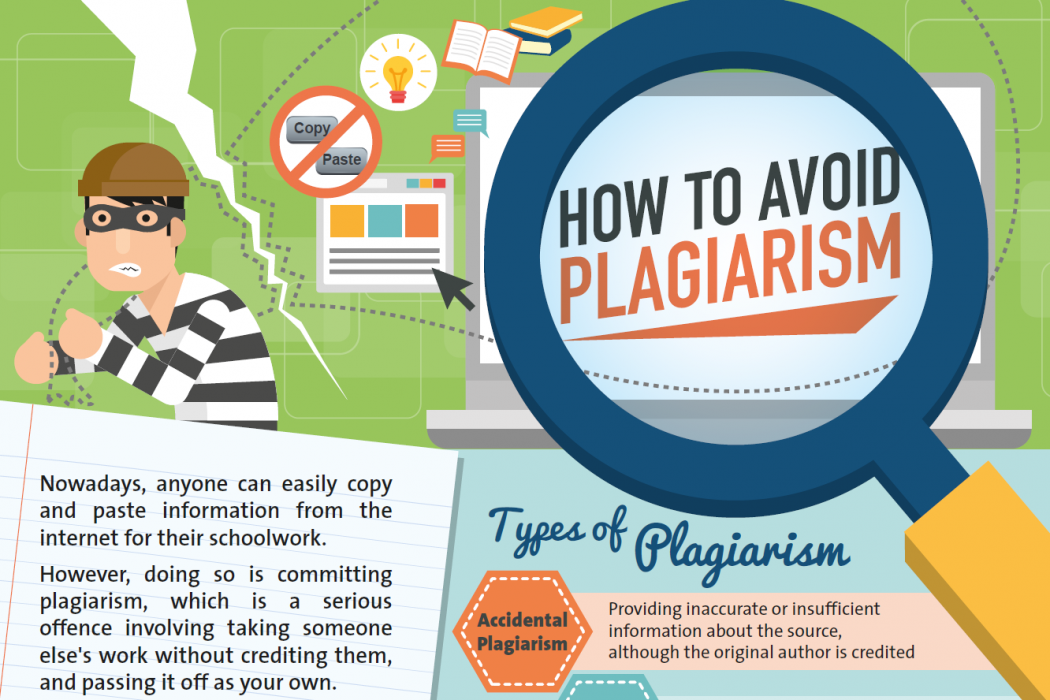 Copy
Paste
HOW TO AVOID
PLAGIARISM
Nowadays, anyone can easily copy
and paste information from the
internet for their schoolwork.
However, doing so is committing
plagiarism, which is a serious
offence involving taking someone
else's work without crediting them,
and passing it off as your own.
Types of Plagiarism
Accidental
Plagiarism
Providing inaccurate or insufficient
information about the source,
although the original author is credited